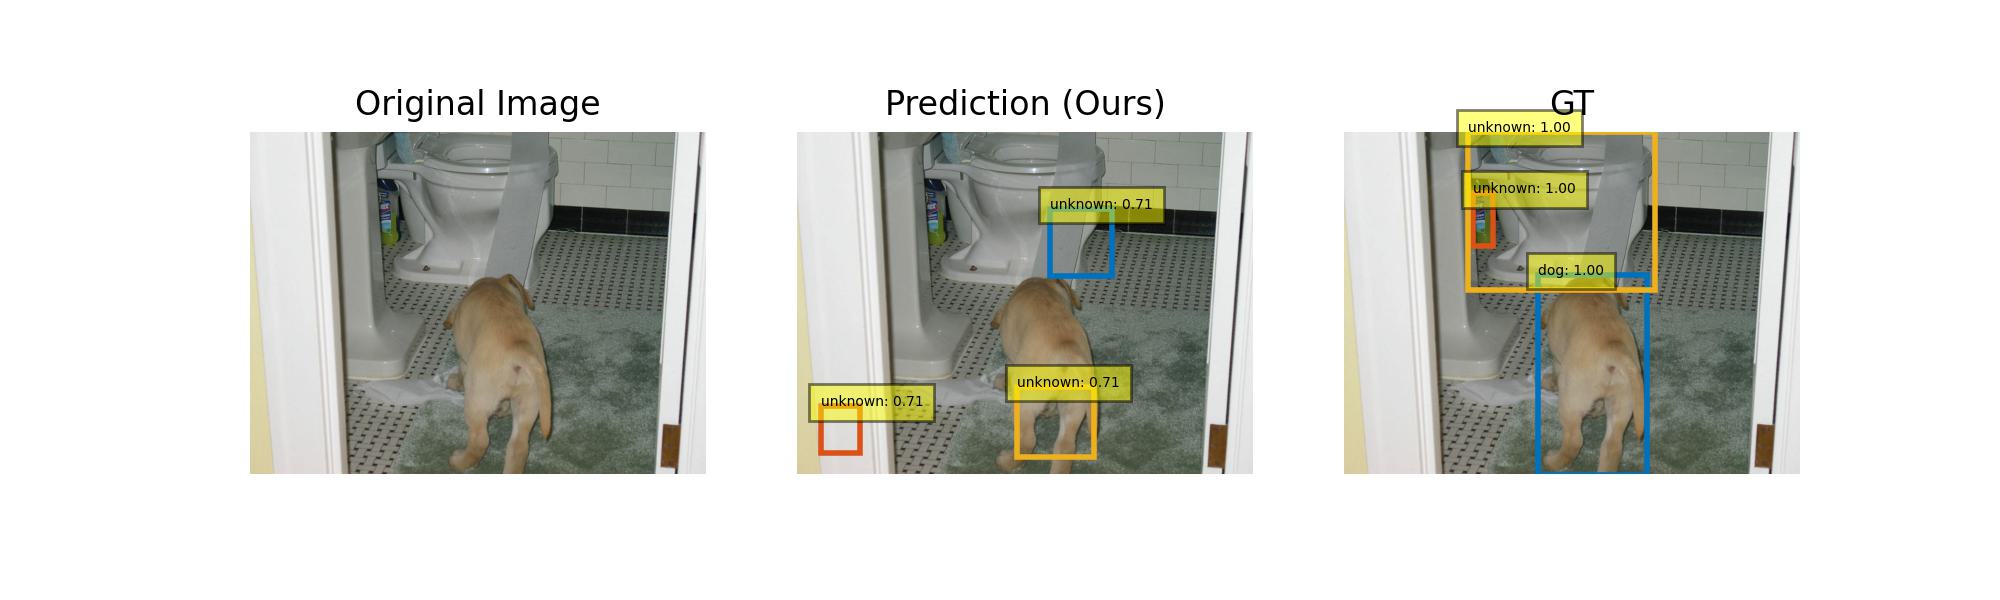 Original Image
Prediction (Ours)
GT
unknown: 1.00
unknown: 1.00
unknown: 0.71
dog: 1.00
unknown: 0.71
unknown: 0.71